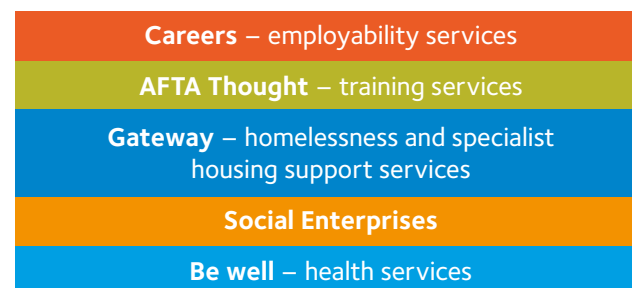 Careers – employability services
AFTA Thought – training services
Gateway – homelessness and specialist
housing support services
Social Enterprises
Be well – health services